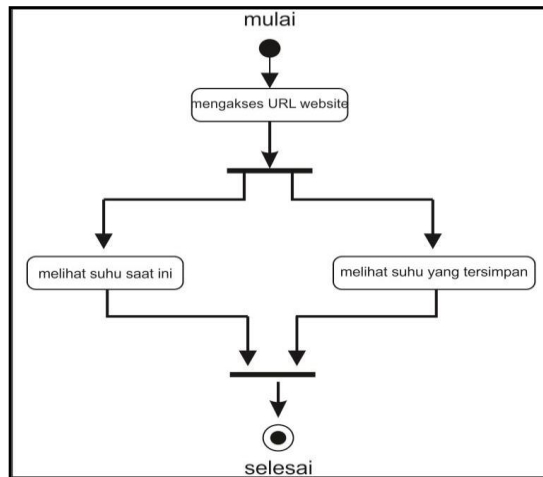 mulai
mengakses URL website
melihat suhu saat ini
melihat suhu yang tersimpan
selesai